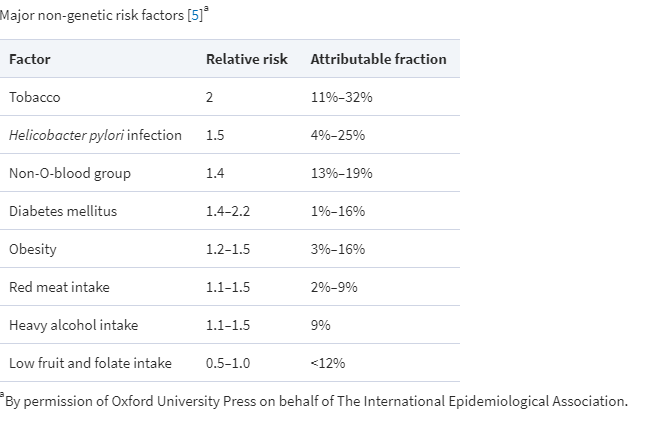 Major non-genetic risk factors [5]a
Factor Relative risk Attributable fraction
Tobacco 2 11%–32%
Helicobacter pylori infection 1.5 4%–25%
Non-O-blood group 1.4 13%–19%
Diabetes mellitus 1.4–2.2 1%–16%
Obesity 1.2–1.5 3%–16%
Red meat intake 1.1–1.5 2%–9%
Heavy alcohol intake 1.1–1.5 9%
Low fruit and folate intake 0.5–1.0 <12%
aBy permission of Oxford University Press on behalf of The International Epidemiological Association.